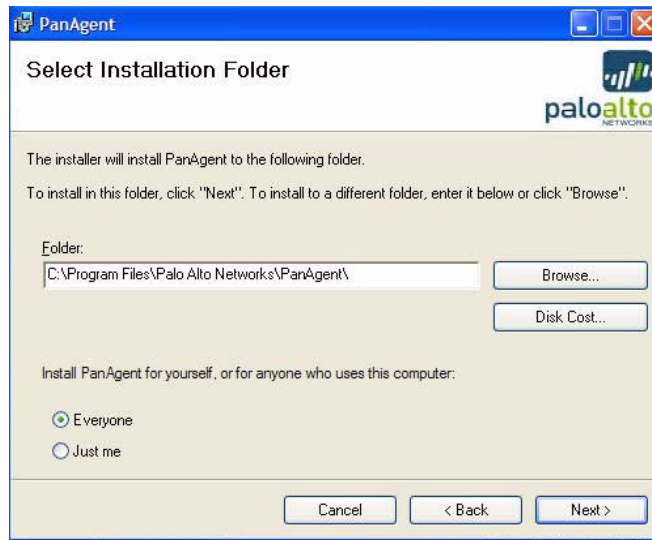 PanAgent
Select Installation Folder
paloalto
NETWORKS
The installer will install PanAgent to the following folder.
To install in this folder, click "Next". To install to a different folder, enter it below or click "Browse".
Folder:
C:\Program Files\Palo Alto Networks\PanAgent\
Browse...
Disk Cost...
Install PanAgent for yourself, or for anyone who uses this computer:
Everyone
Just me
Cancel
< Back
Next >